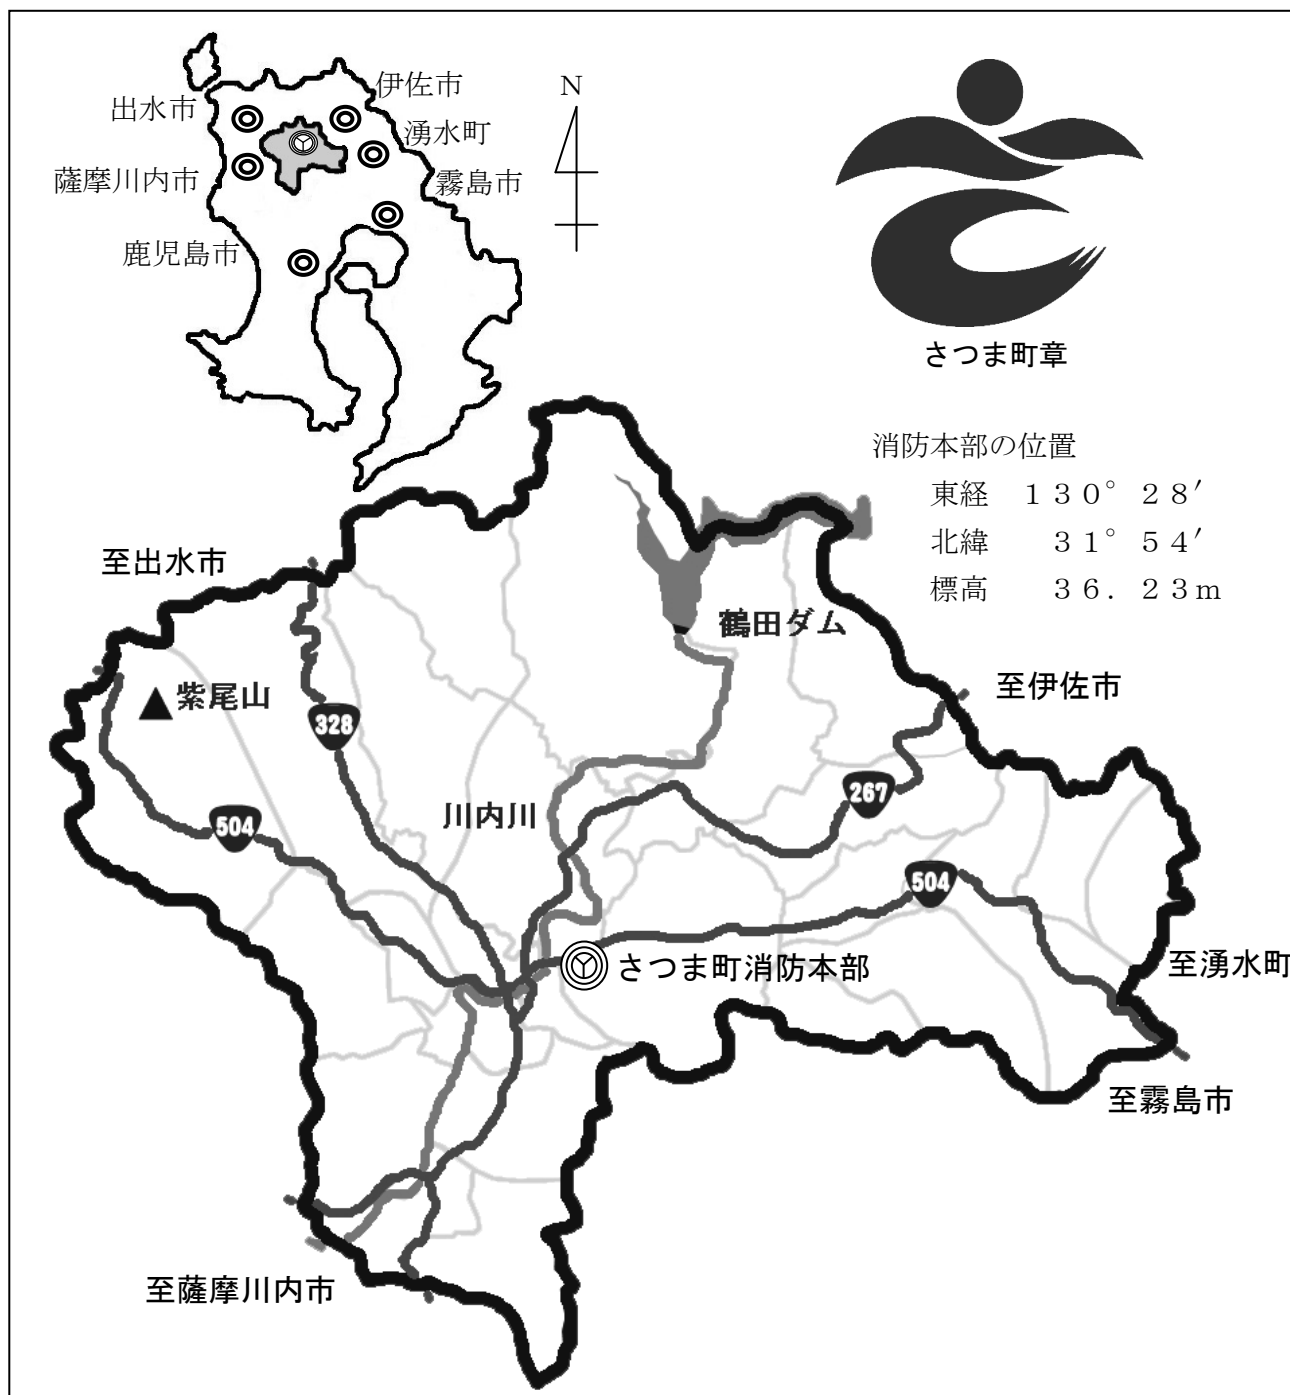 伊佐市
N
出水市
湧水町
薩摩川内市
霧島市
鹿児島市
さつま町章
消防本部の位置
東経　１３０°２８′
北緯　　３１°５４′
標高　　３６．２３ｍ
至出水市
鶴田ダム
至伊佐市
紫尾山
328
267
川内川
504
504
さつま町消防本部
至湧水町
至霧島市
至薩摩川内市